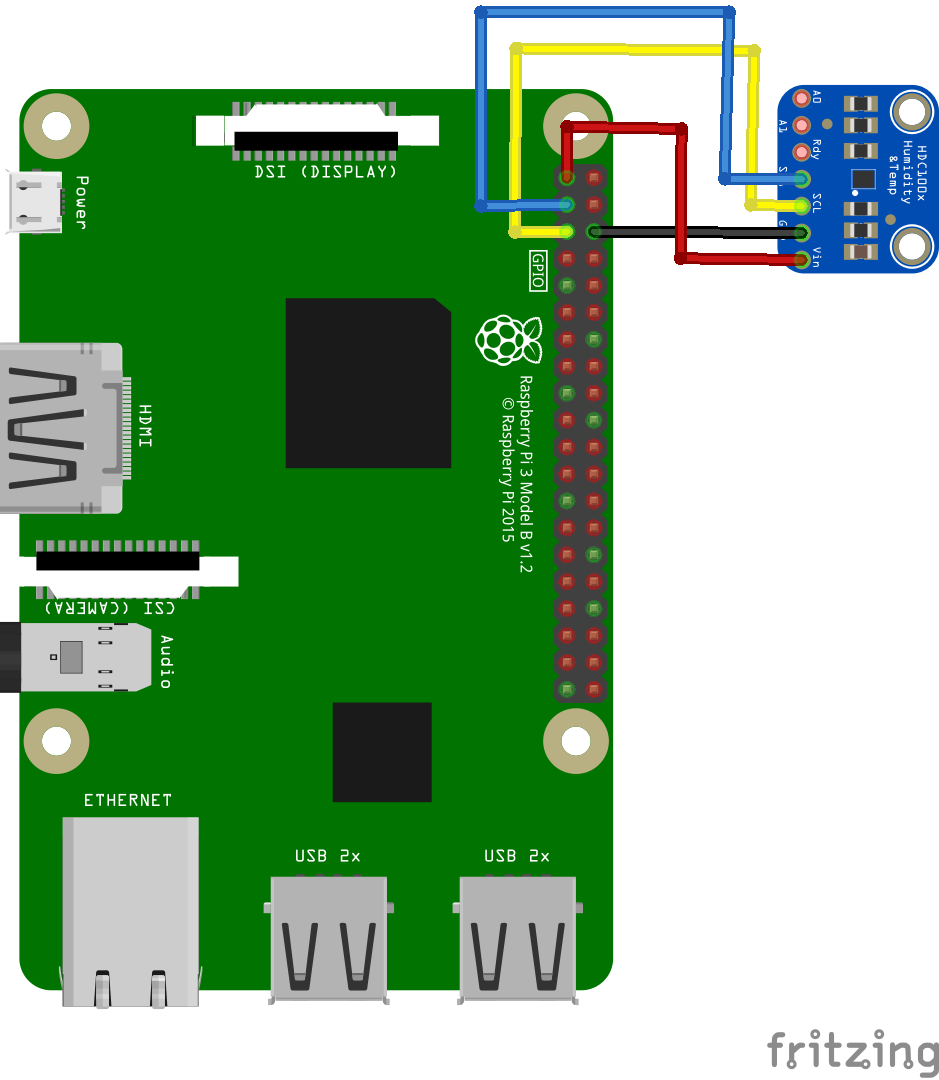 DSI (DISPLAY)
Power
A0
A1
Rdy
SCL
Vin
HDC100x
Humidity
&Temp
GPIO
HDMI
Raspberry Pi 3 Model B v1.2
© Raspberry Pi 2015
CSI (CAMERA)
Audio
ETHERNET
USB 2x
USB 2x
fritzing